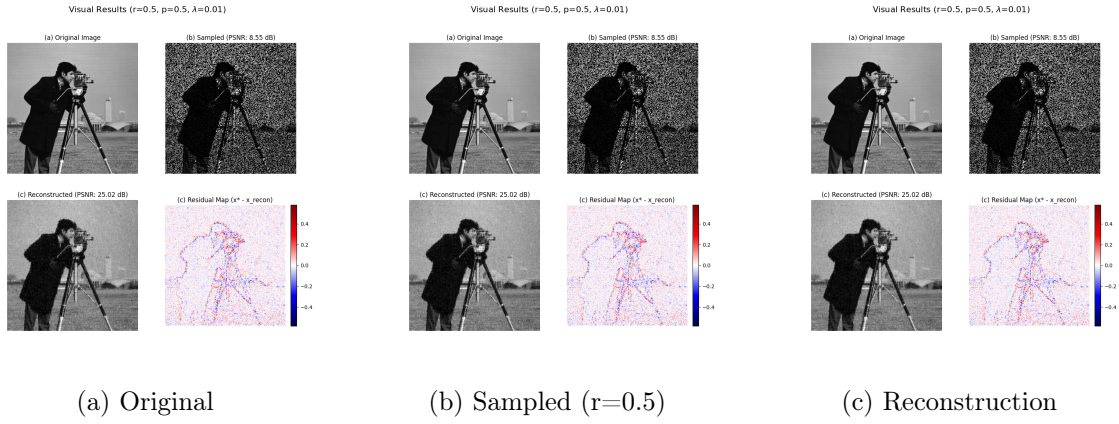 Visual Results (r=0.5, p=0.5, λ=0.01)
(a) Original Image
(b) Sampled (PSNR: 8.55 dB)
(c) Reconstructed (PSNR: 25.02 dB)
(c) Residual Map (x* - x_recon)
0.4
0.2
0.0
−0.2
−0.4
(a) Original
Visual Results (r=0.5, p=0.5, λ=0.01)
(a) Original Image
(b) Sampled (PSNR: 8.55 dB)
(c) Reconstructed (PSNR: 25.02 dB)
(c) Residual Map (x* - x_recon)
0.4
0.2
0.0
−0.2
−0.4
(b) Sampled (r=0.5)
Visual Results (r=0.5, p=0.5, λ=0.01)
(a) Original Image
(b) Sampled (PSNR: 8.55 dB)
(c) Reconstructed (PSNR: 25.02 dB)
(c) Residual Map (x* - x_recon)
0.4
0.2
0.0
−0.2
−0.4
(c) Reconstruction